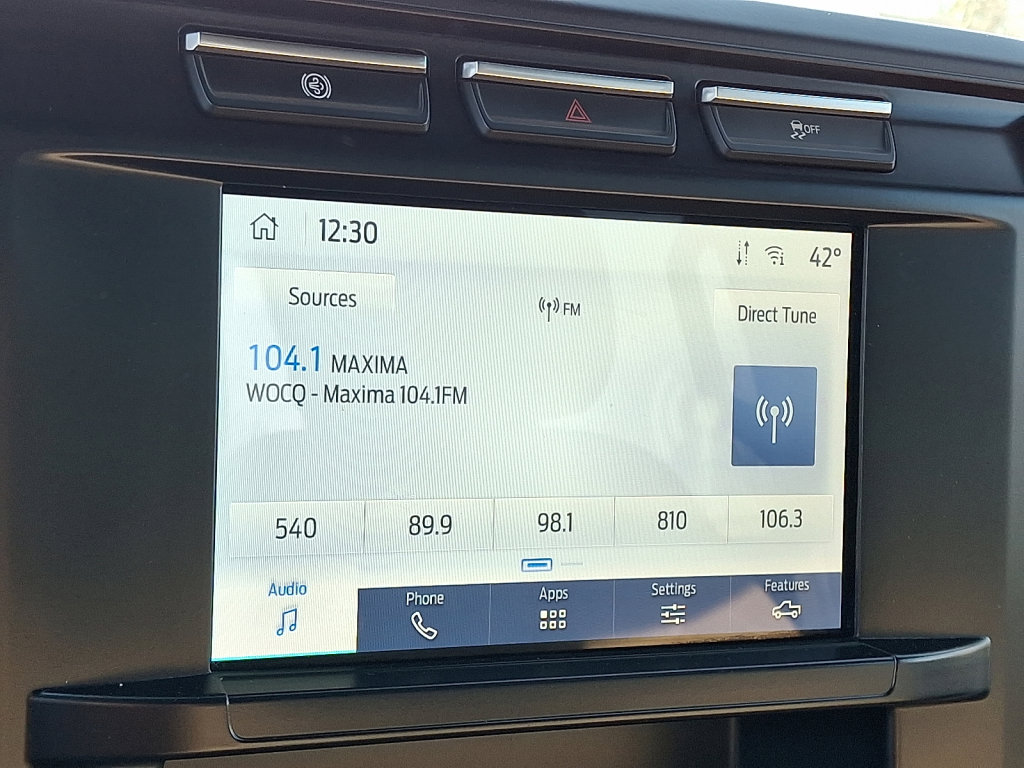 OFF
12:30
42°
Sources
FM
Direct Tune
104.1 MAXIMA
WOCQ - Maxima 104.1FM
540
89.9
98.1
810
106.3
Audio
Phone
Apps
Settings
Features